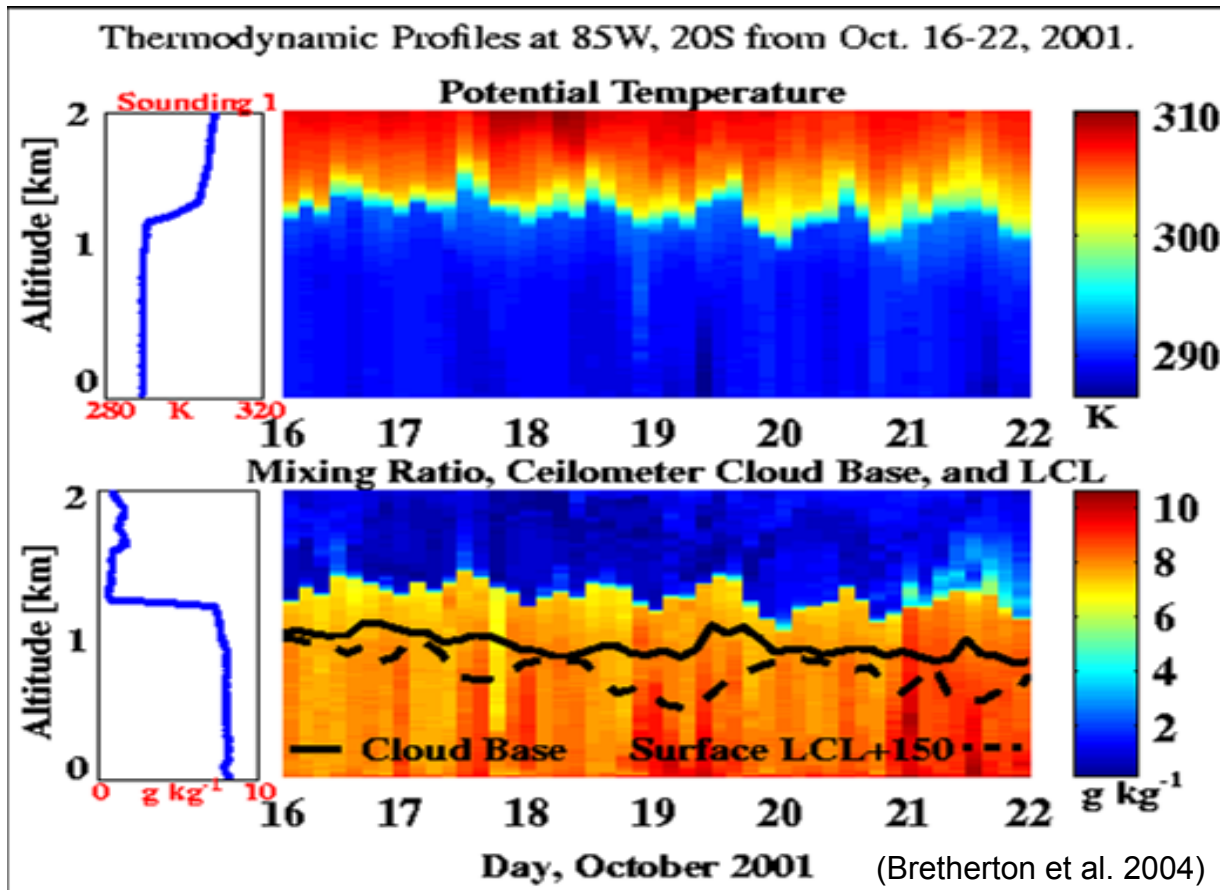 Thermodynamic Profiles at 85W, 20S from Oct. 16-22, 2001.
Sounding 1
Potential Temperature
Altitude [km]
2
1
0
280 K 320
16 17 18 19 20 21 22
310
300
290
K
Mixing Ratio, Ceilometer Cloud Base, and LCL
Altitude [km]
2
1
0
0 g kg-1 10
Cloud Base
Surface LCL+150
16 17 18 19 20 21 22
10
8
6
4
2
g kg-1
Day, October 2001
(Bretherton et al. 2004)